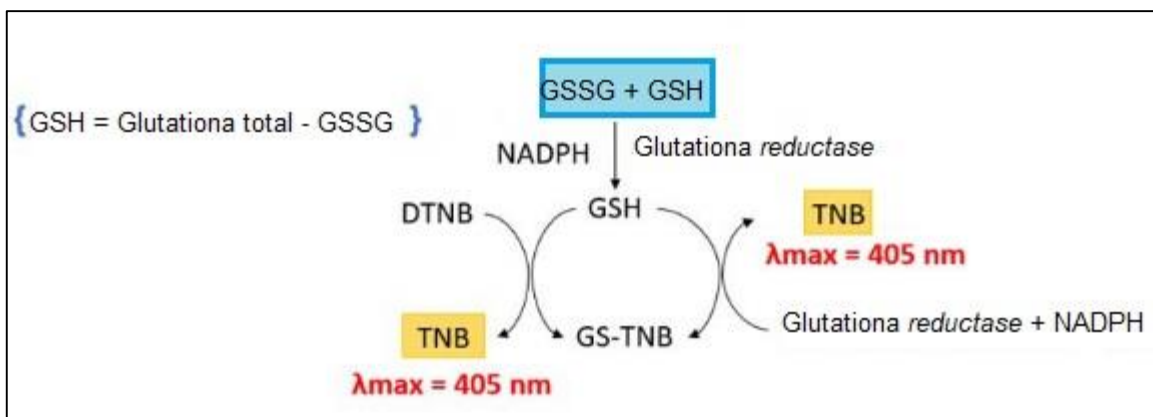 GSSG + GSH
{GSH = Glutationa total - GSSG }
NADPH
Glutationa reductase
DTNB
GSH
TNB
λmax = 405 nm
TNB
GS-TNB
Glutationa reductase + NADPH
λmax = 405 nm